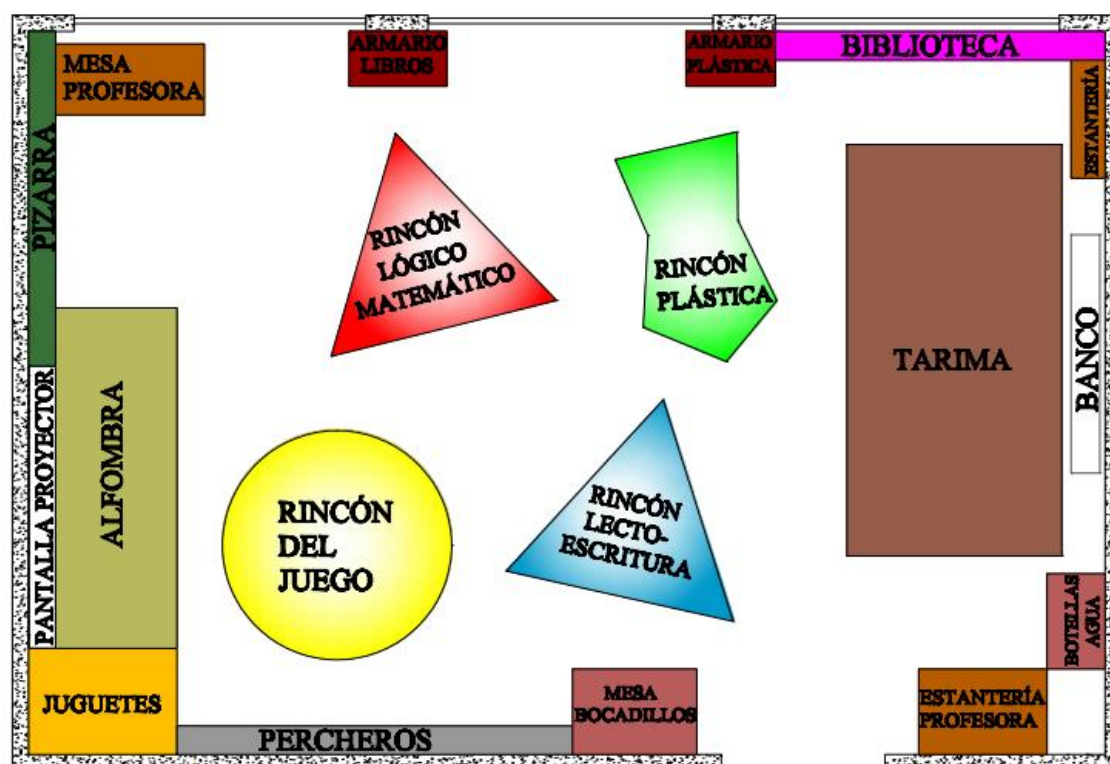 ARMARIO
LIBROS
ARMARIO
PLÁSTICA
BIBLIOTECA
MESA
PROFESORA
PIZARRA
ESTANTERÍA
RINCÓN
LÓGICO
MATEMÁTICO
RINCÓN
PLÁSTICA
TARIMA
BANCO
PANTALLA PROYECTOR
ALFOMBRA
RINCÓN
DEL
JUEGO
RINCÓN
LECTO-
ESCRITURA
BOTELLAS
AGUA
JUGUETES
PERCHEROS
MESA
BOCADILLOS
ESTANTERÍA
PROFESORA